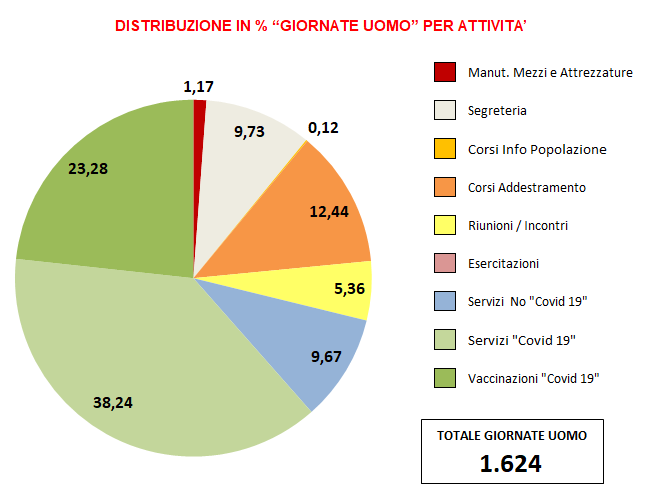 DISTRIBUZIONE IN % “GIORNATE UOMO” PER ATTIVITA’
1,17
9,73
0,12
12,44
5,36
9,67
38,24
23,28
Manut. Mezzi e Attrezzature
Segreteria
Corsi Info Popolazione
Corsi Addestramento
Riunioni / Incontri
Esercitazioni
Servizi No "Covid 19"
Servizi "Covid 19"
Vaccinazioni "Covid 19"
TOTALE GIORNATE UOMO
1.624